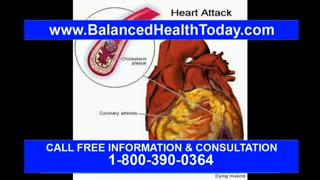 www.BalancedHealthToday.com
Heart Attack
Cholesterol
plaque
Coronary arteries
CALL FREE INFORMATION & CONSULTATION
1-800-390-0364
Dying muscle